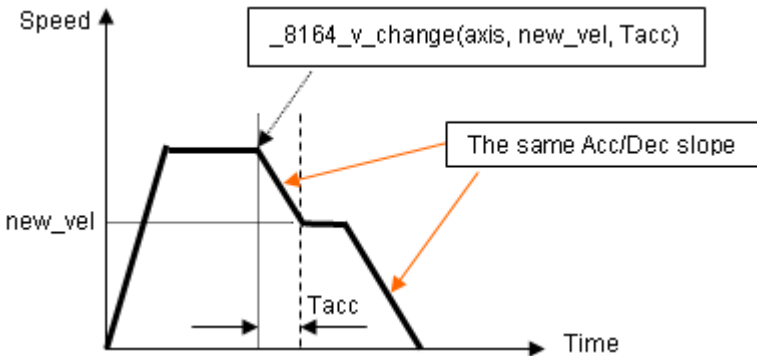 Speed
_8164_v_change(axis, new_vel, Tacc)
The same Acc/Dec slope
new_vel
Tacc
Time